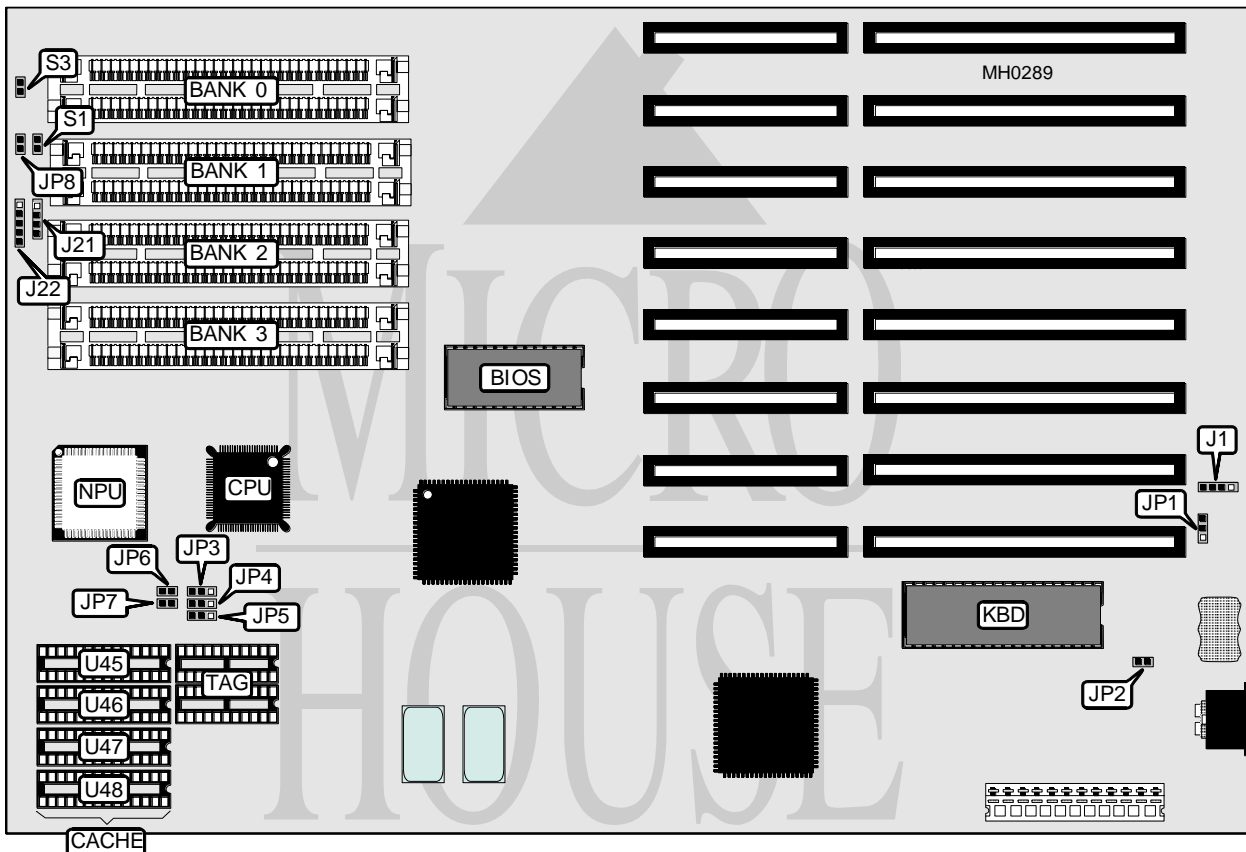 S3
BANK 0
MH0289
S1
BANK 1
JP8
J21
BANK 2
J22
BANK 3
BIOS
J1
NPU
CPU
JP1
JP6
JP3
JP4
JP7
JP5
KBD
U45
TAG
JP2
U46
U47
U48
CACHE
MICRO
HOUSE